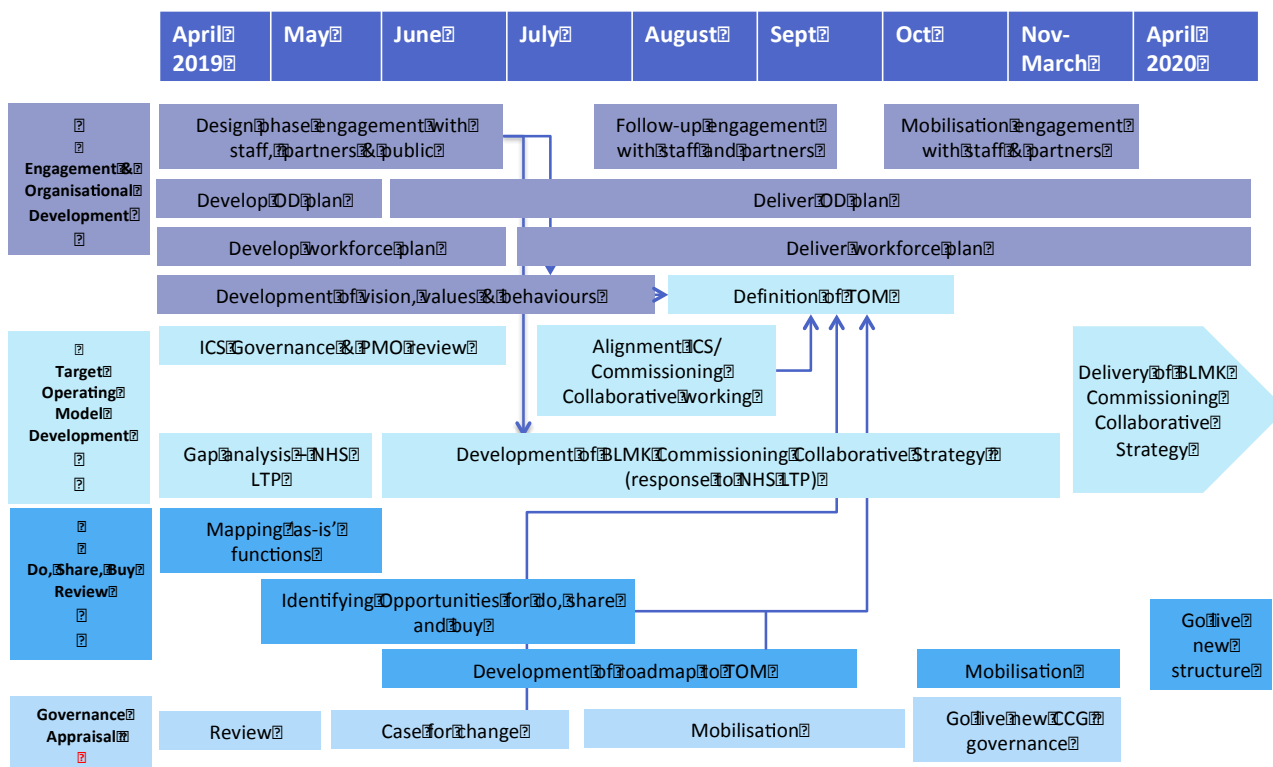 April
2019
May
June
July
August
Sept
Oct
Nov-
March
April
2020
Engagement &
Organisational
Development
Design phase engagement with
staff, partners & public
Follow-up engagement
with staff and partners
Mobilisation engagement
with staff & partners
Develop OD plan
Deliver OD plan
Develop workforce plan
Deliver workforce plan
Development of vision, values & behaviours
Definition of TOM
Target
Operating
Model
Development
ICS Governance & PMO review
Alignment ICS/
Commissioning
Collaborative working
Delivery of BLMK
Commissioning
Collaborative
Strategy
Gap analysis – NHS
LTP
Development of BLMK Commissioning Collaborative Strategy
(response to NHS LTP)
Do, Share, Buy
Review
Mapping 'as-is’
functions
Identifying Opportunities for do, share
and buy
Go live
new
structure
Development of roadmap to TOM
Mobilisation
Governance
Appraisal
Review
Case for change
Mobilisation
Go live new CCG
governance